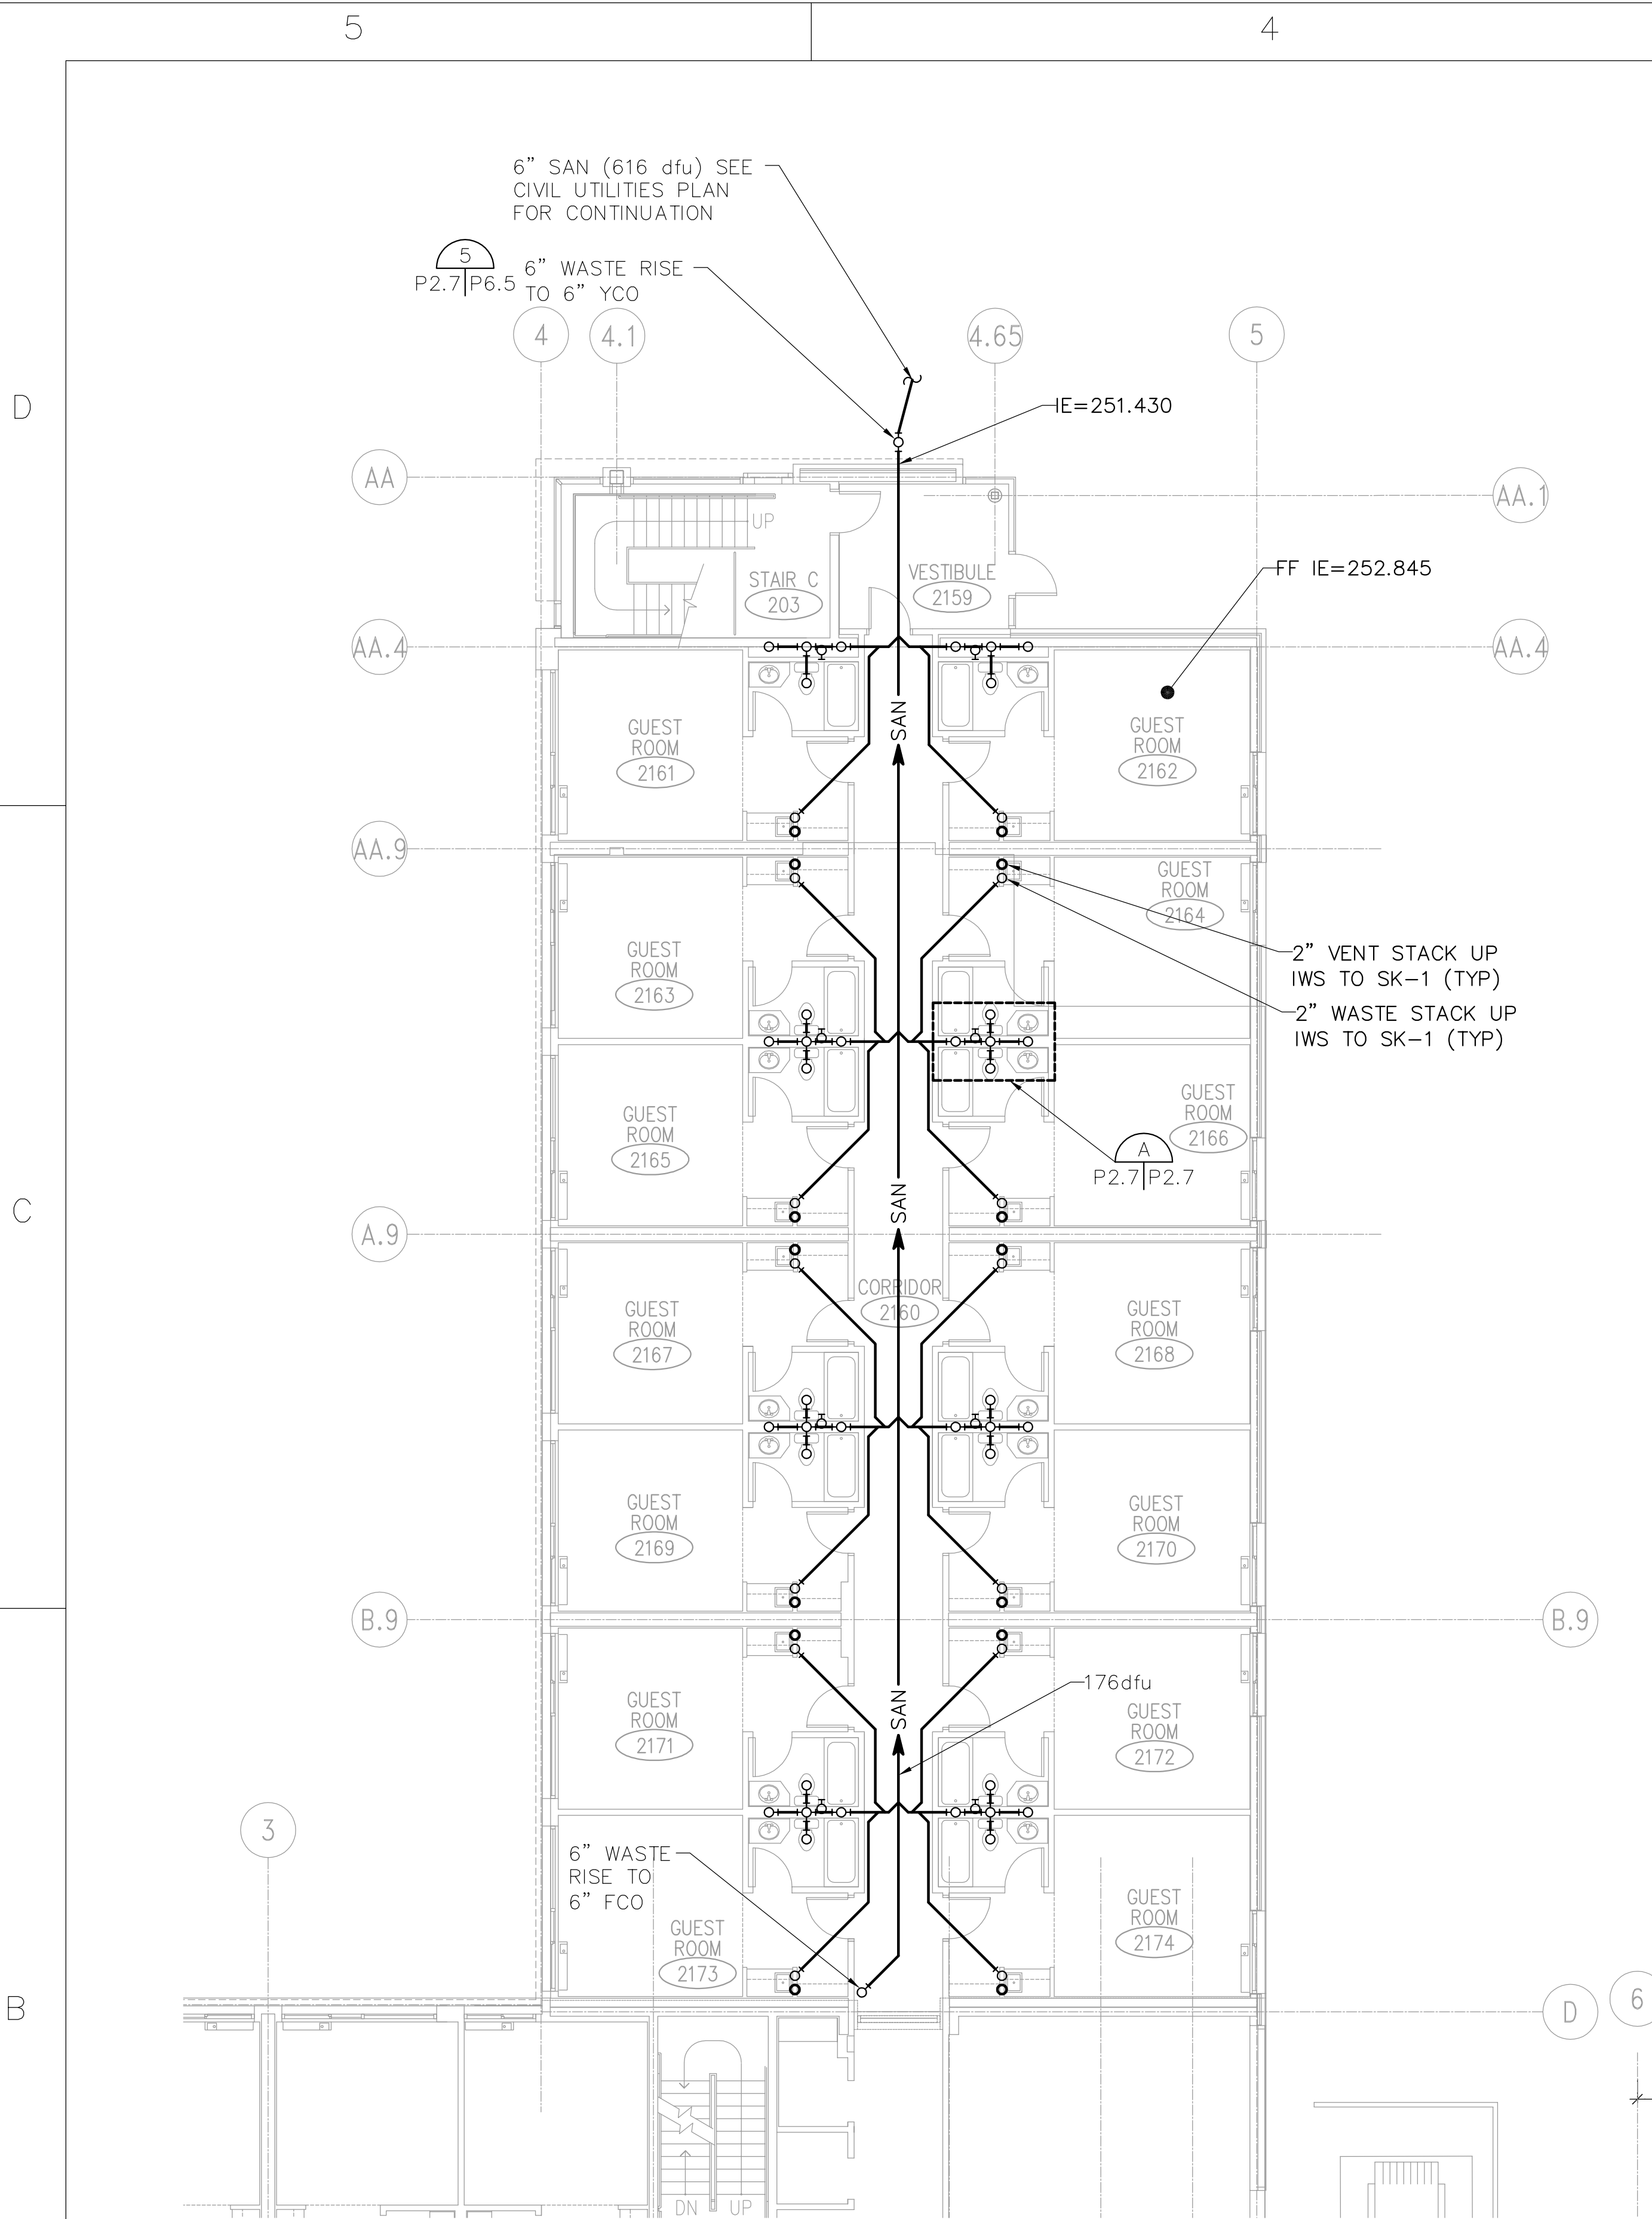 5
4
6” SAN (616 dfu) SEE
CIVIL UTILITIES PLAN
FOR CONTINUATION
5
P2.7 P6.5
6” WASTE RISE
TO 6” YCO
4
4.1
4.65
5
D
IE=251.430
AA
AA.1
UP
STAIR C
203
VESTIBULE
2159
FF IE=252.845
AA.4
AA.4
SAN
GUEST
ROOM
2161
GUEST
ROOM
2162
AA.9
GUEST
ROOM
2164
GUEST
ROOM
2163
2” VENT STACK UP
IWS TO SK-1 (TYP)
2” WASTE STACK UP
IWS TO SK-1 (TYP)
GUEST
ROOM
2165
GUEST
ROOM
2166
A
P2.7 P2.7
C
SAN
A.9
CORRIDOR
2160
GUEST
ROOM
2167
GUEST
ROOM
2168
GUEST
ROOM
2169
GUEST
ROOM
2170
B.9
B.9
SAN
176dfu
GUEST
ROOM
2171
GUEST
ROOM
2172
3
6” WASTE
RISE TO
6” FCO
GUEST
ROOM
2173
GUEST
ROOM
2174
B
D
6
DN
UP